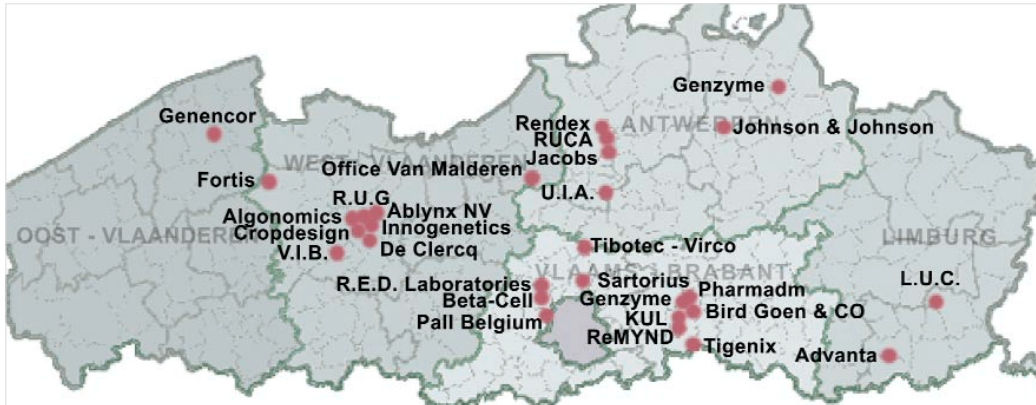 Genzyme
Genencor
Rendex
ANTWERPEN
Johnson & Johnson
RUCA
Jacobs
WEST - VLAANDEREN
Office Van Malderen
Fortis
R.U.G
U.I.A.
Algonomics
Ablynx NV
Cropdesign
Innogenetics
OOST - VLAANDEREN
LIMBURG
V.I.B.
De Clercq
Tibotec - Virco
VLAAMS - BRABANT
R.E.D. Laboratories
Sartorius
Pharmadm
Beta-Cell
Genzyme
L.U.C.
Pall Belgium
KUL
Bird Goen & CO
ReMYND
Tigenix
Advanta